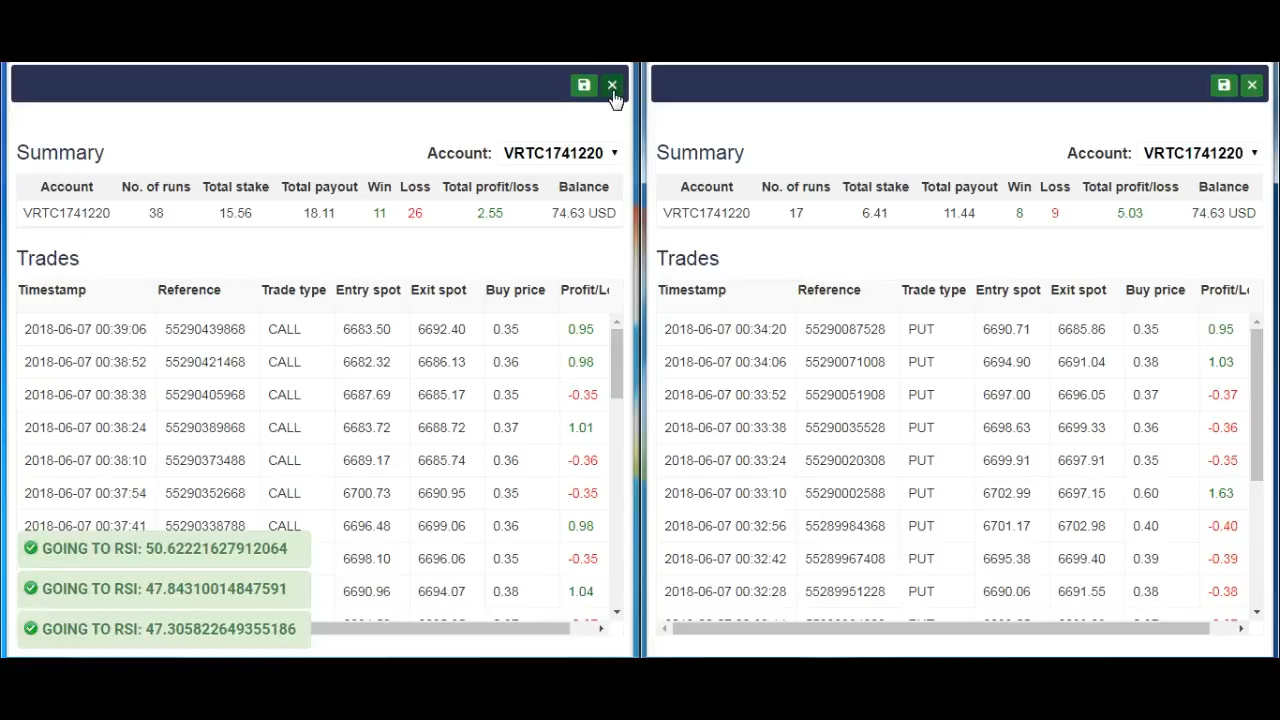 Summary Account: VRTC1741220
Account No. of runs Total stake Total payout Win Loss Total profit/loss Balance
VRTC1741220 38 15.56 18.11 11 26 2.55 74.63 USD
Trades
Timestamp Reference Trade type Entry spot Exit spot Buy price Profit/Lo
2018-06-07 00:39:06 55290439868 CALL 6683.50 6692.40 0.35 0.95
2018-06-07 00:38:52 55290421468 CALL 6682.32 6686.13 0.36 0.98
2018-06-07 00:38:38 55290405968 CALL 6687.69 6685.17 0.35 -0.35
2018-06-07 00:38:24 55290389868 CALL 6683.72 6688.72 0.37 1.01
2018-06-07 00:38:10 55290373488 CALL 6689.17 6685.74 0.36 -0.36
2018-06-07 00:37:54 55290352668 CALL 6700.73 6690.95 0.35 -0.35
2018-06-07 00:37:41 55290338788 CALL 6696.48 6699.06 0.36 0.98
6698.10 6696.06 0.35 -0.35
6690.96 6694.07 0.38 1.04
GOING TO RSI: 50.62221627912064
GOING TO RSI: 47.84310014847591
GOING TO RSI: 47.305822649355186
Summary Account: VRTC1741220
Account No. of runs Total stake Total payout Win Loss Total profit/loss Balance
VRTC1741220 17 6.41 11.44 8 9 5.03 74.63 USD
Trades
Timestamp Reference Trade type Entry spot Exit spot Buy price Profit/Lo
2018-06-07 00:34:20 55290087528 PUT 6690.71 6685.86 0.35 0.95
2018-06-07 00:34:06 55290071008 PUT 6694.90 6691.04 0.38 1.03
2018-06-07 00:33:52 55290051908 PUT 6697.00 6696.05 0.37 -0.37
2018-06-07 00:33:38 55290035528 PUT 6698.63 6699.33 0.36 -0.36
2018-06-07 00:33:24 55290020308 PUT 6699.91 6697.91 0.35 -0.35
2018-06-07 00:33:10 55290002588 PUT 6702.99 6697.15 0.60 1.63
2018-06-07 00:32:56 55289984368 PUT 6701.17 6702.98 0.40 -0.40
2018-06-07 00:32:42 55289967408 PUT 6695.38 6699.40 0.39 -0.39
2018-06-07 00:32:28 55289951228 PUT 6690.06 6691.55 0.38 -0.38